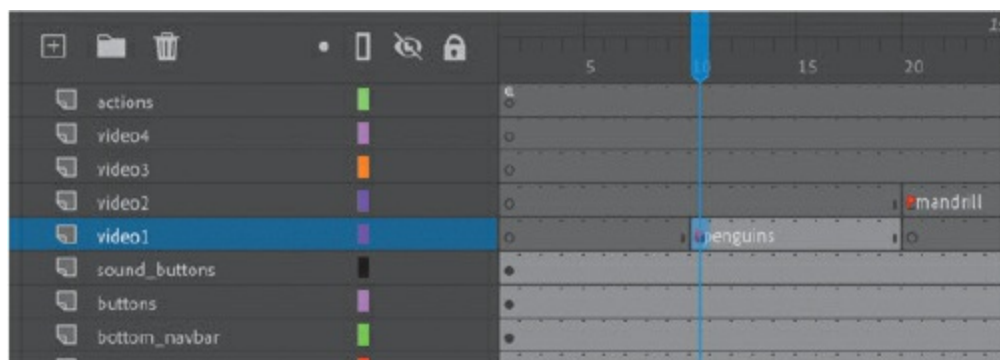 5 10 15 20
actions
video4
video3
video2 mandrill
video1 penguins
sound_buttons
buttons
bottom_navbar